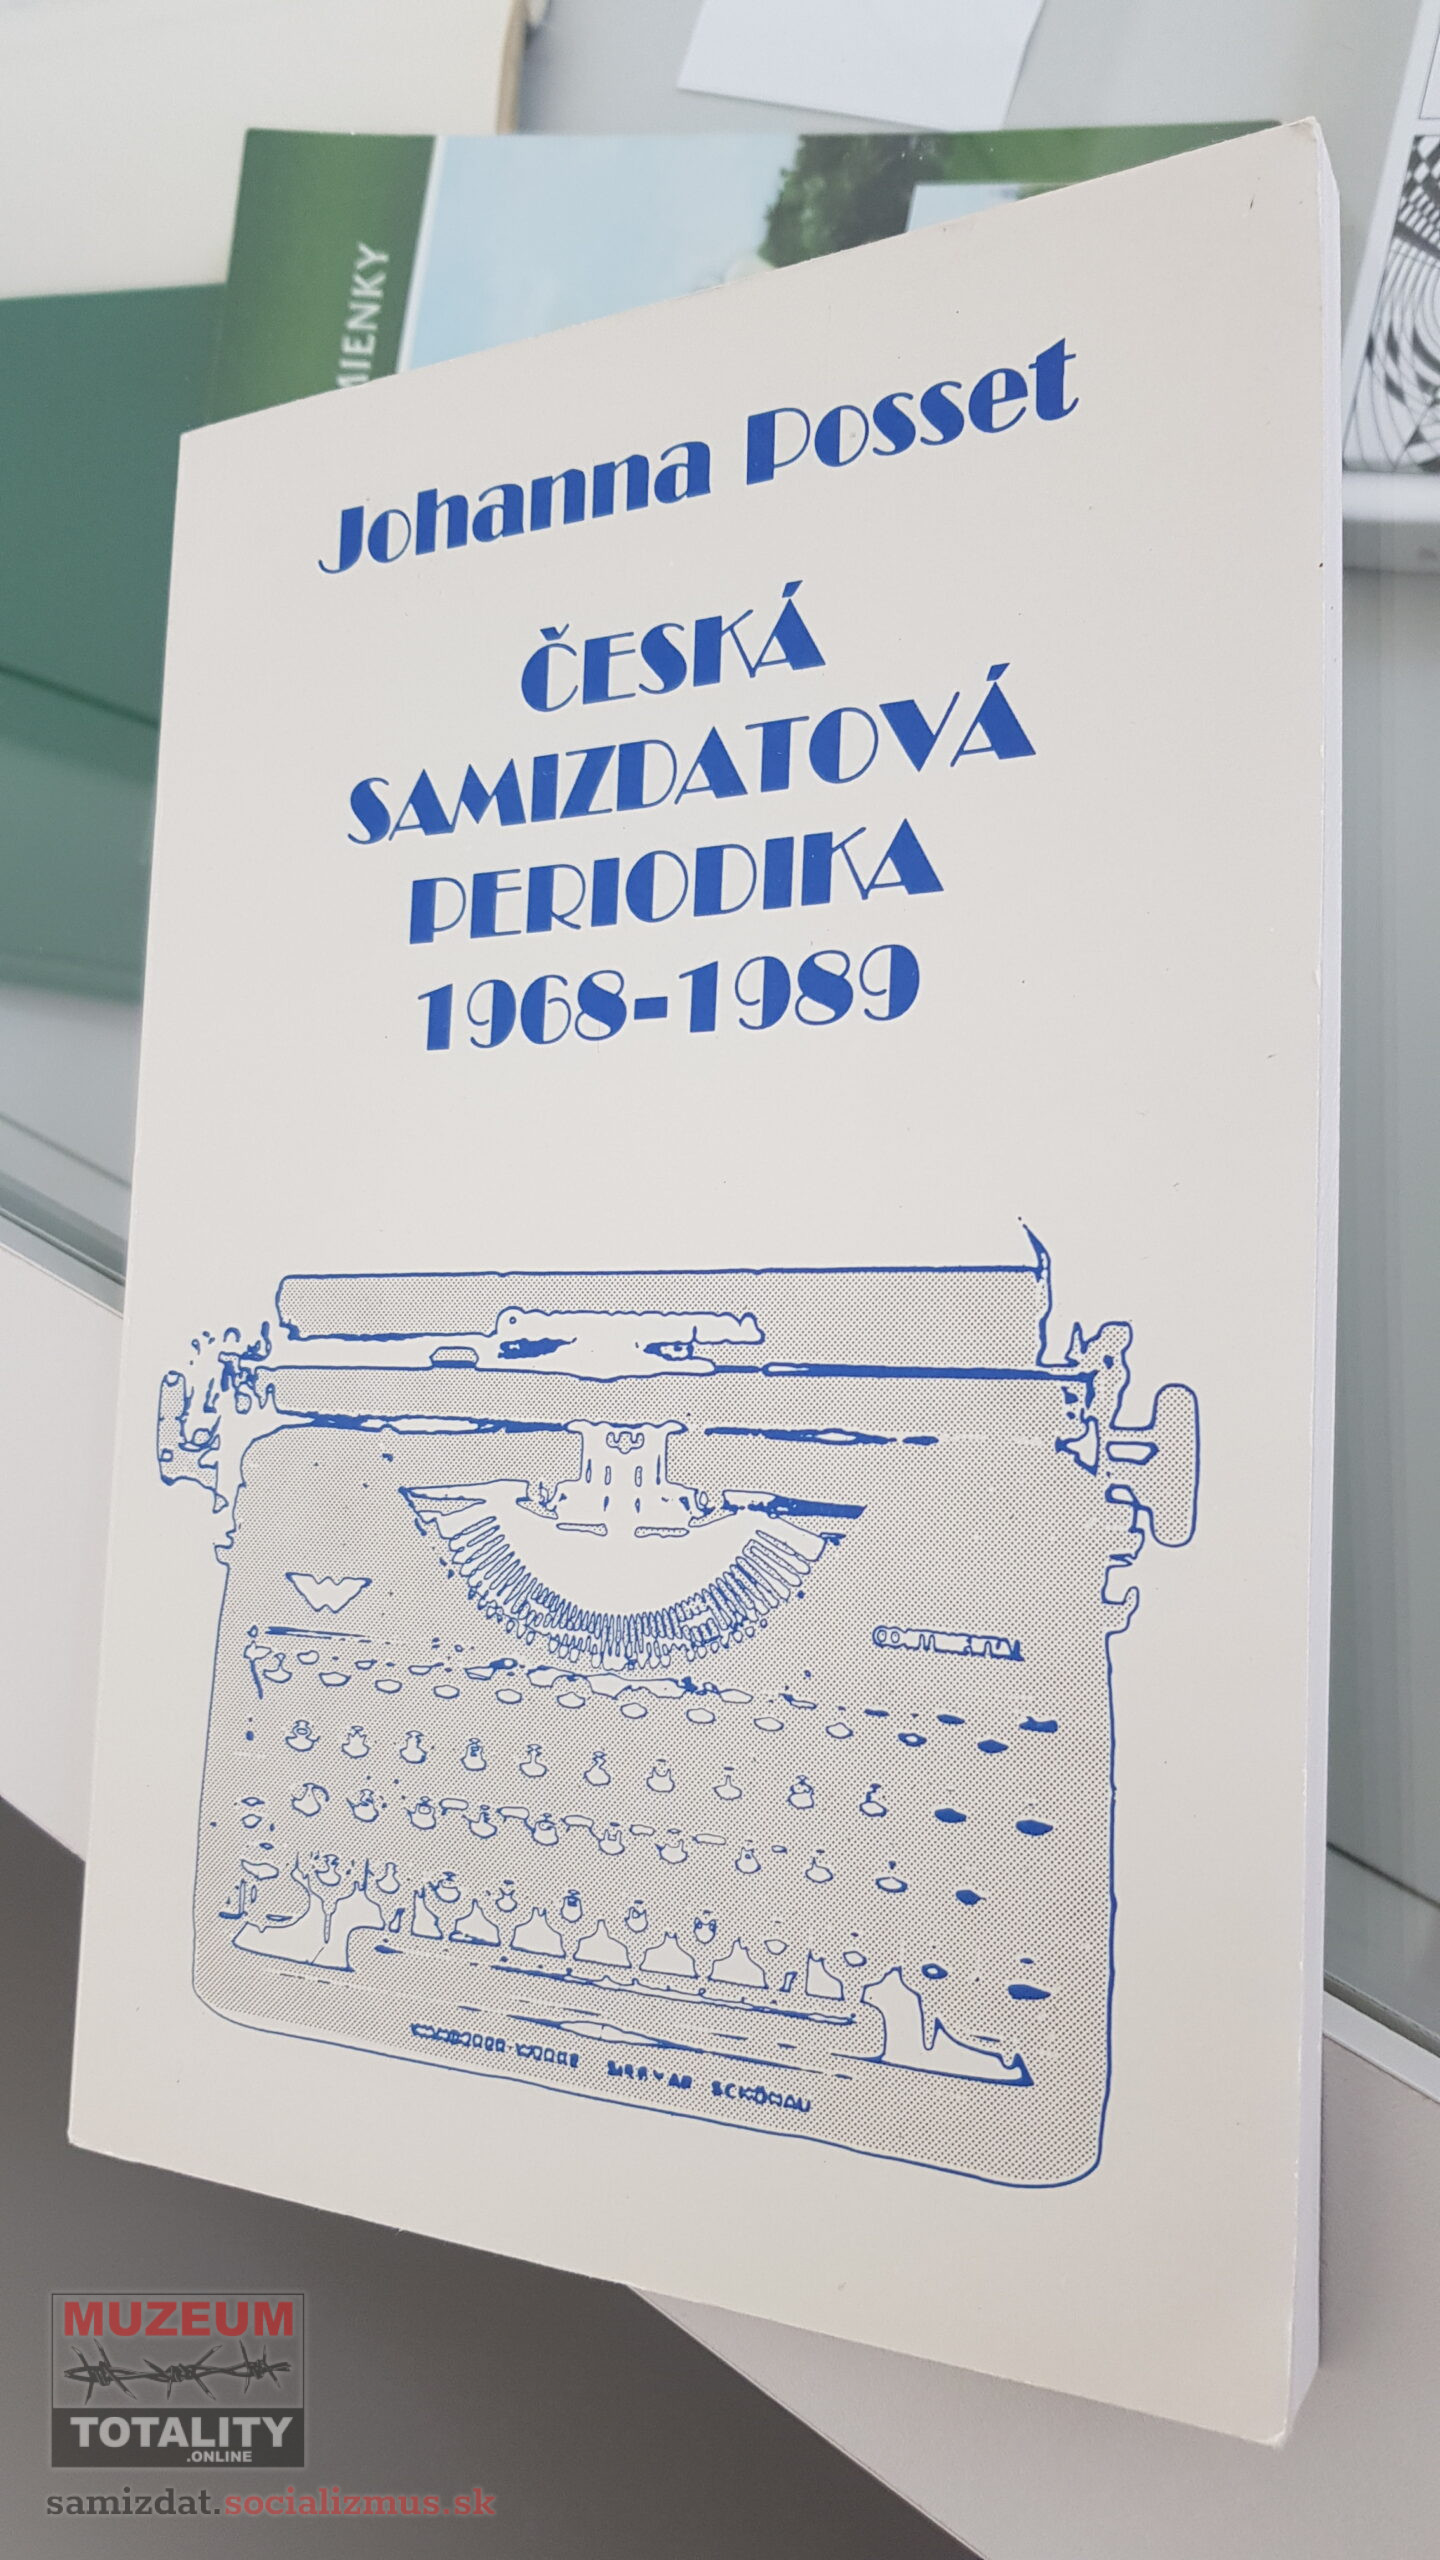 MIENKY
Johanna Posset
ČESKÁ
SAMIZDATOVÁ
PERIODIKA
1968-1989
MUZEUM
TOTALITY
.ONLINE
samizdat.socializmus.sk